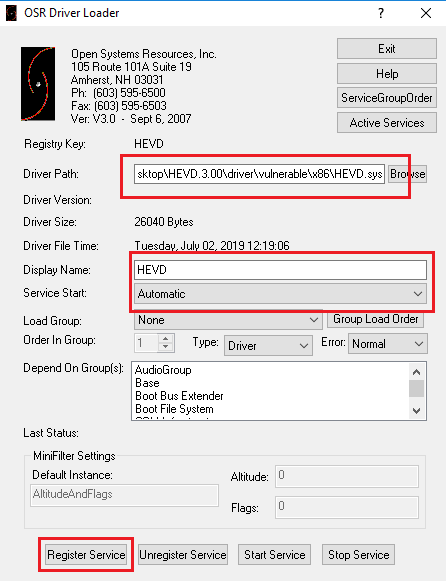 OSR Driver Loader
Open Systems Resources, Inc.
105 Route 101A Suite 19
Amherst, NH 03031
Ph: (603) 595-6500
Fax: (603) 595-6503
Ver: V3.0 - Sept 6, 2007
Exit
Help
ServiceGroupOrder
Active Services
Registry Key: HEVD
Driver Path: sktop\HEVD.3.00\driver\vulnerable\x86\HEVD.sys Browse
Driver Version:
Driver Size: 26040 Bytes
Driver File Time: Tuesday, July 02, 2019 12:19:06
Display Name: HEVD
Service Start: Automatic
Load Group: None Group Load Order
Order In Group: 1 Type: Driver Error: Normal
Depend On Group(s): AudioGroup
Base
Boot Bus Extender
Boot File System
Last Status:
MiniFilter Settings
Default Instance:
AltitudeAndFlags
Altitude: 0
Flags: 0
Register Service Unregister Service Start Service Stop Service